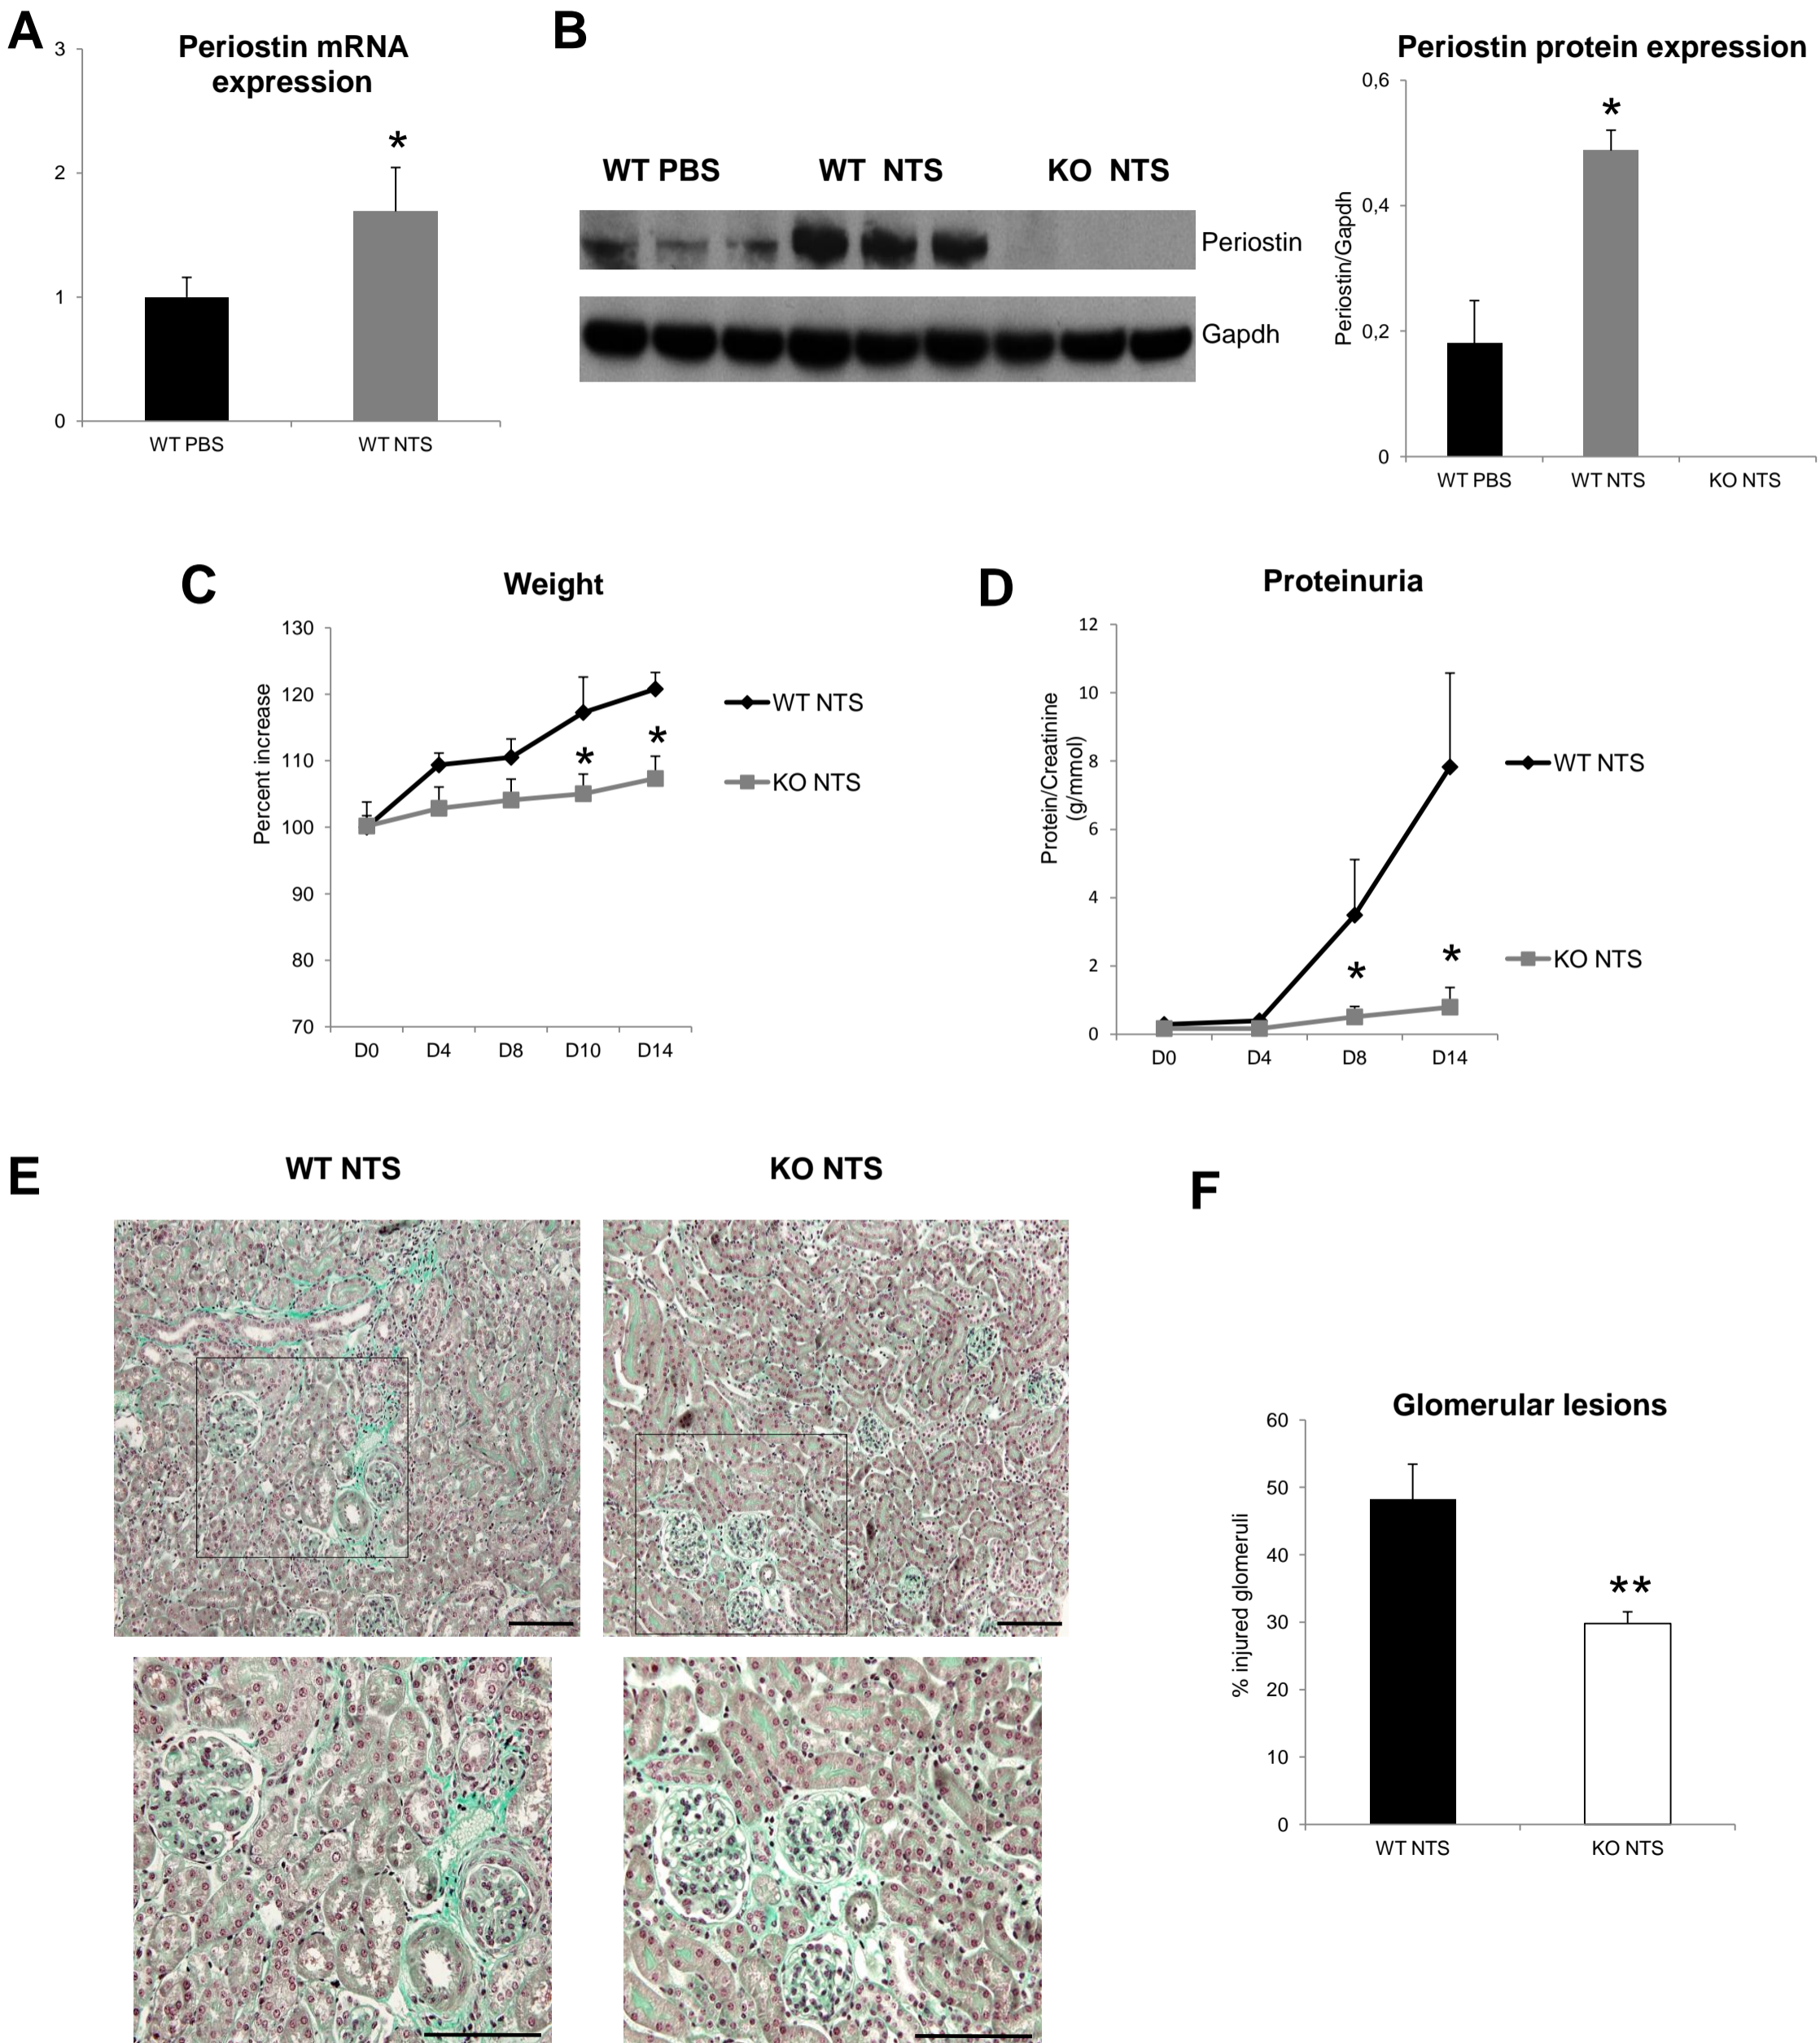 A
Periostin mRNA
expression
3
2
1
0
*
WT PBS
WT NTS
B
WT PBS
WT NTS
KO NTS
Periostin
Gapdh
Periostin protein expression
Periostin/Gapdh
0,6
0,4
0,2
0
*
WT PBS
WT NTS
KO NTS
C
Weight
Percent increase
130
120
110
100
90
80
70
*
*
D0
D4
D8
D10
D14
WT NTS
KO NTS
D
Proteinuria
Protein/Creatinine
(g/mmol)
12
10
8
6
4
2
0
*
*
D0
D4
D8
D14
WT NTS
KO NTS
E
WT NTS
KO NTS
F
Glomerular lesions
% injured glomeruli
60
50
40
30
20
10
0
**
WT NTS
KO NTS